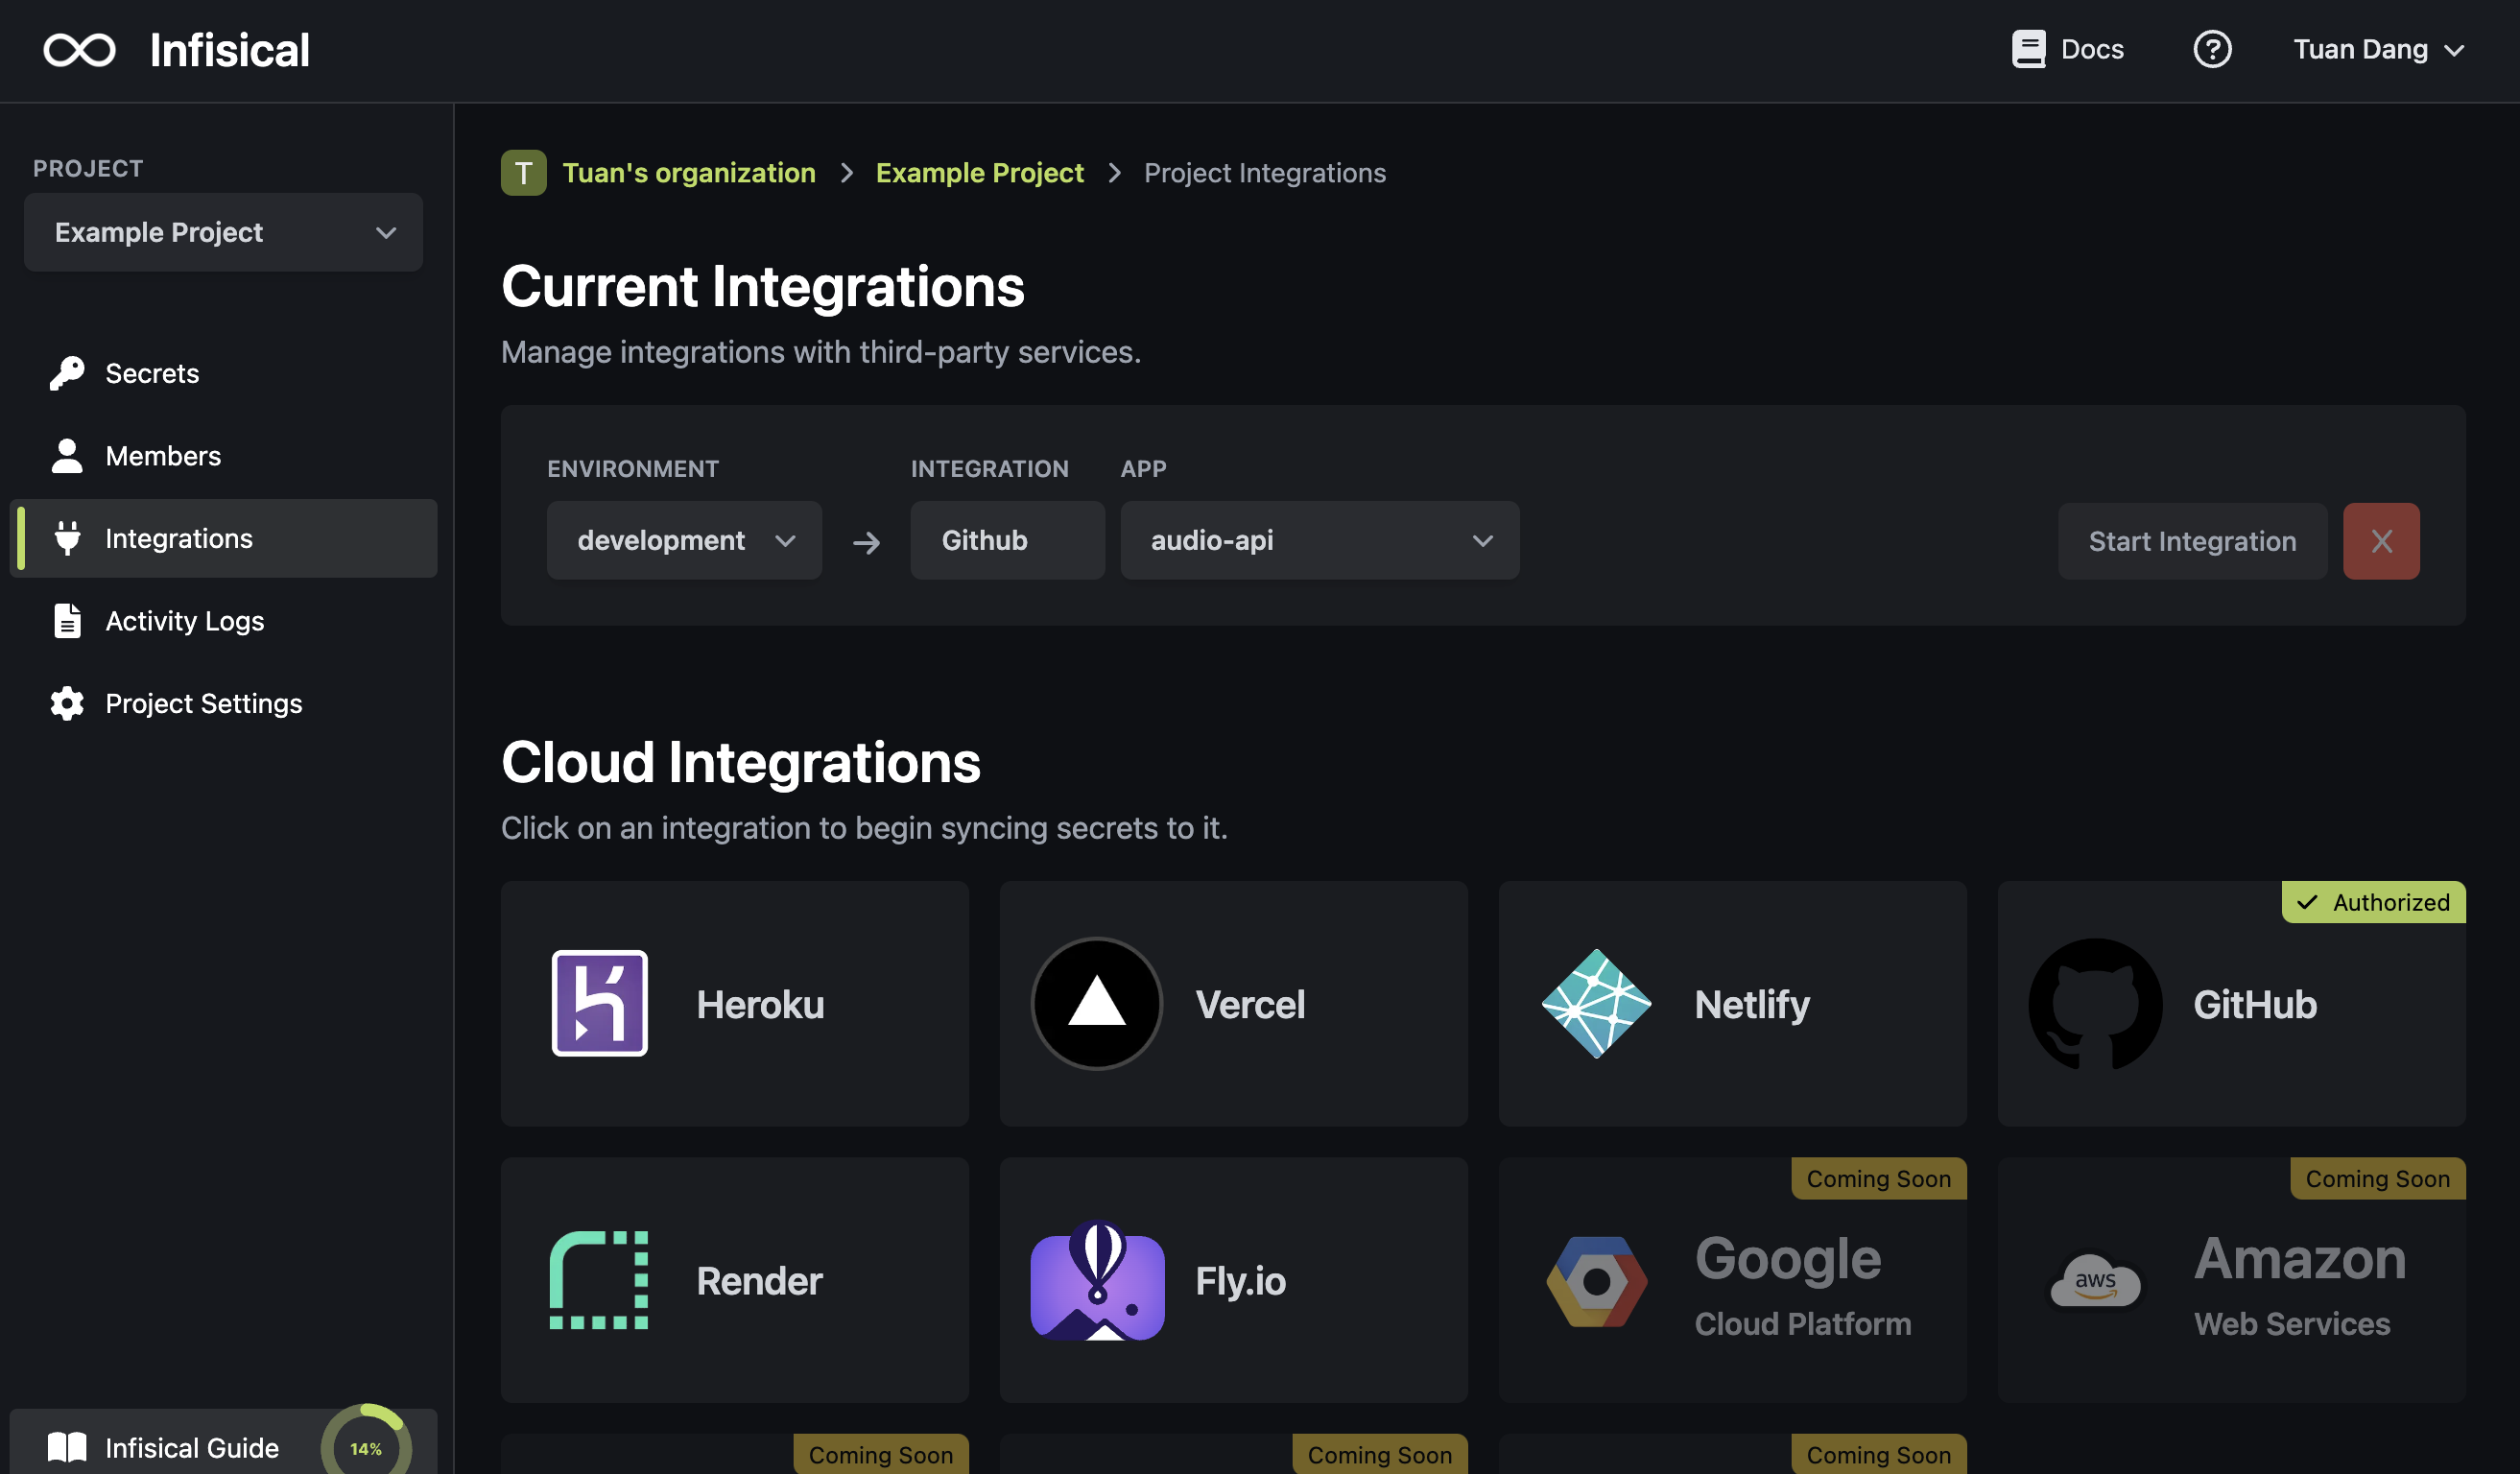 Infisical
Docs
Tuan Dang
PROJECT
Example Project
Secrets
Members
Integrations
Activity Logs
Project Settings
Infisical Guide
14%
T Tuan's organization > Example Project > Project Integrations
Current Integrations
Manage integrations with third-party services.
ENVIRONMENT INTEGRATION APP
development → Github audio-api Start Integration X
Cloud Integrations
Click on an integration to begin syncing secrets to it.
Heroku
Vercel
Netlify
Authorized
GitHub
Render
Fly.io
Coming Soon
Google
Cloud Platform
Coming Soon
aws
Amazon
Web Services
Coming Soon
Coming Soon
Coming Soon